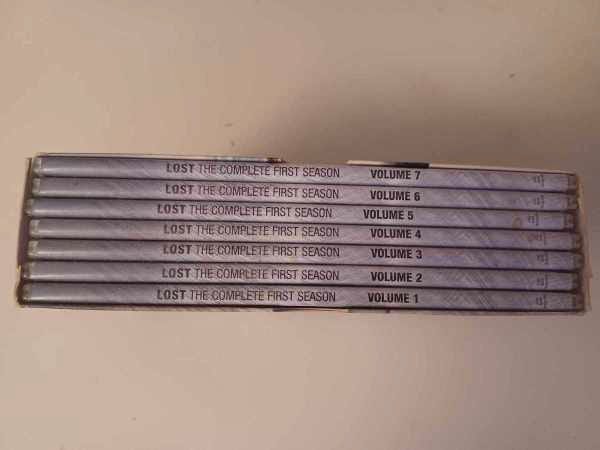 LOST THE COMPLETE FIRST SEASON VOLUME 7
LOST THE COMPLETE FIRST SEASON VOLUME 6
LOST THE COMPLETE FIRST SEASON VOLUME 5
LOST THE COMPLETE FIRST SEASON VOLUME 4
LOST THE COMPLETE FIRST SEASON VOLUME 3
LOST THE COMPLETE FIRST SEASON VOLUME 2
LOST THE COMPLETE FIRST SEASON VOLUME 1